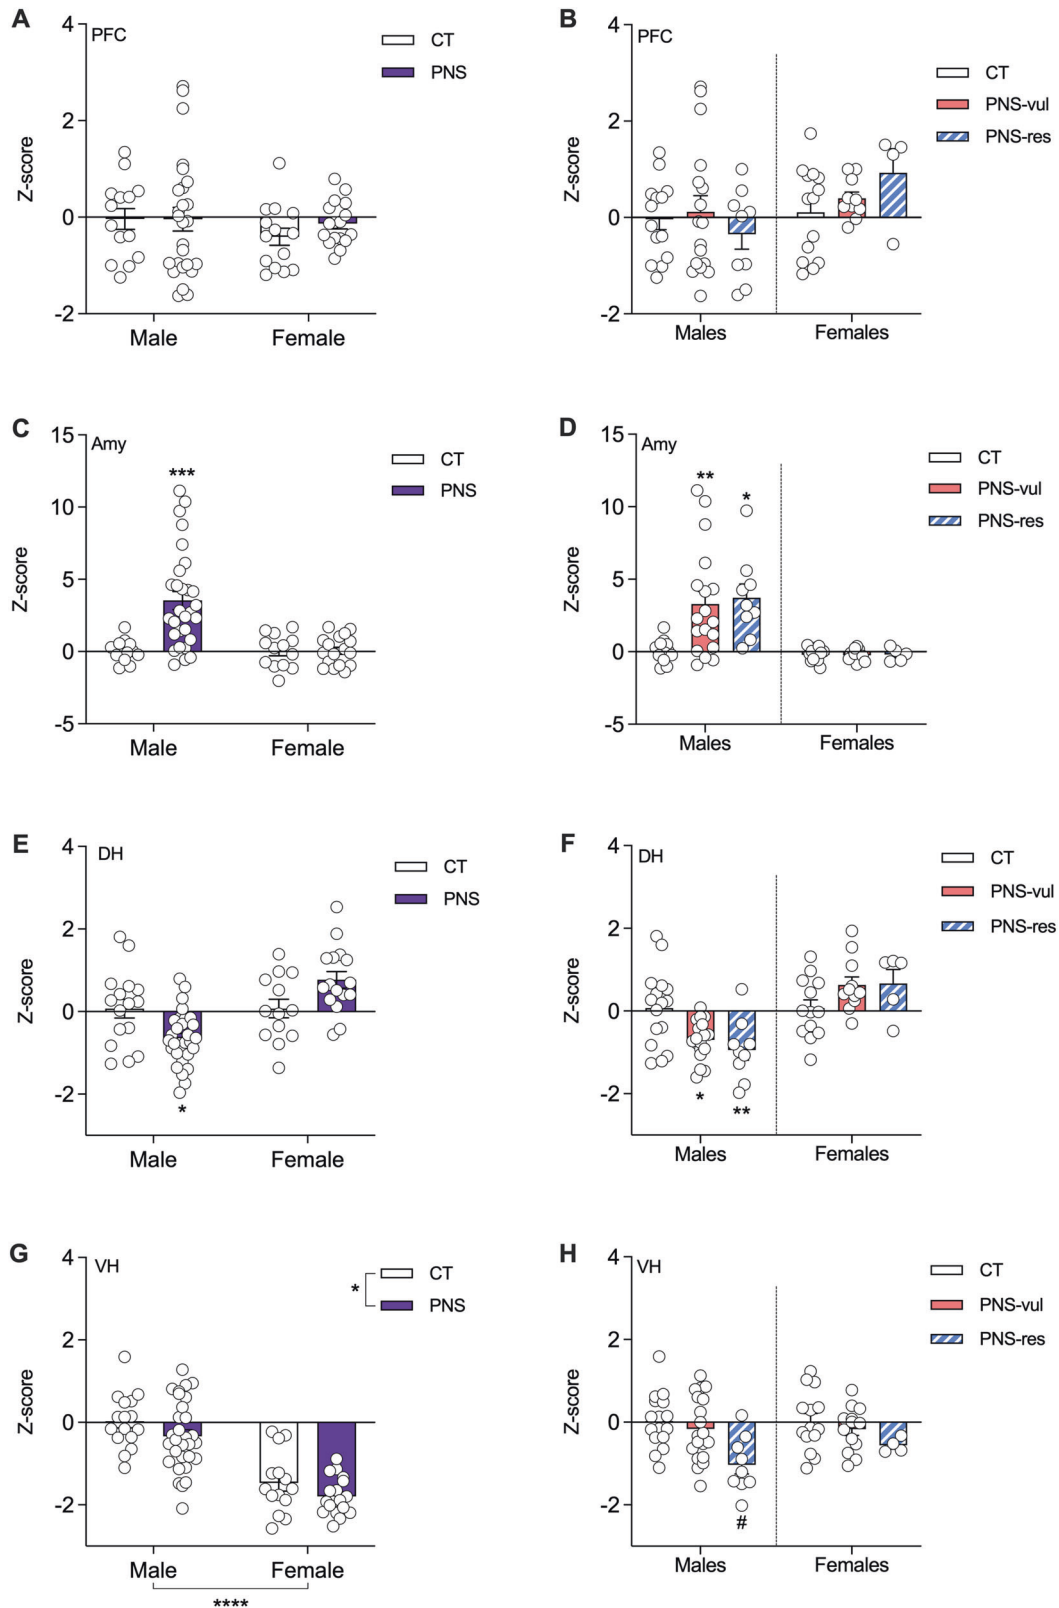 A
4
PFC
CT
PNS
2
Z-score
0
-2
Male
Female
B
4
PFC
CT
PNS-vul
PNS-res
2
Z-score
0
-2
Males
Females
C
15
Amy
CT
PNS
***
10
Z-score
5
0
-5
Male
Female
D
15
Amy
CT
PNS-vul
PNS-res
**
*
10
Z-score
5
0
-5
Males
Females
E
4
DH
CT
PNS
2
Z-score
0
-2
*
Male
Female
F
4
DH
CT
PNS-vul
PNS-res
2
Z-score
0
-2
*
**
Males
Females
G
4
VH
CT
*
PNS
2
Z-score
0
-2
Male
Female
****
H
4
VH
CT
PNS-vul
PNS-res
2
Z-score
0
-2
#
Males
Females